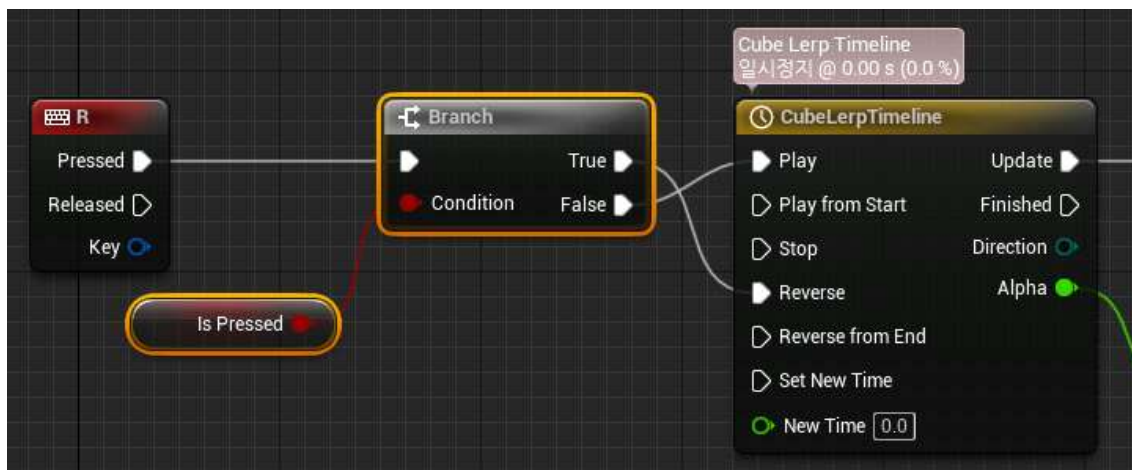 Cube Lerp Timeline
일시정지 @ 0.00 s (0.0 %)
R
Pressed
Released
Key
Is Pressed
Branch
True
Condition
False
CubeLerpTimeline
Play
Update
Play from Start
Finished
Stop
Direction
Reverse
Alpha
Reverse from End
Set New Time
New Time 0.0